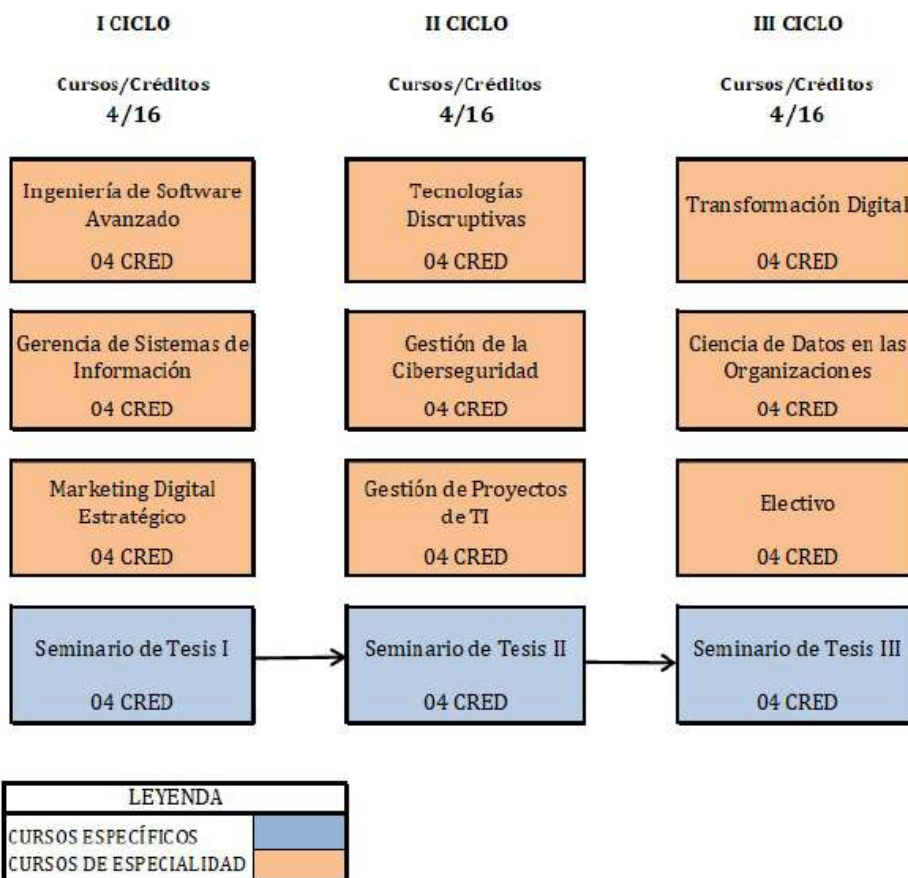 I CICLO
II CICLO
III CICLO
Cursos/Créditos
4/16
Cursos/Créditos
4/16
Cursos/Créditos
4/16
Ingeniería de Software
Avanzado
04 CRED
Tecnologías
Discruptivas
04 CRED
Transformación Digital
04 CRED
Gerencia de Sistemas de
Información
04 CRED
Gestión de la
Ciberseguridad
04 CRED
Ciencia de Datos en las
Organizaciones
04 CRED
Marketing Digital
Estratégico
04 CRED
Gestión de Proyectos
de TI
04 CRED
Electivo
04 CRED
Seminario de Tesis I
04 CRED
Seminario de Tesis II
04 CRED
Seminario de Tesis III
04 CRED
LEYENDA
CURSOS ESPECÍFICOS
CURSOS DE ESPECIALIDAD